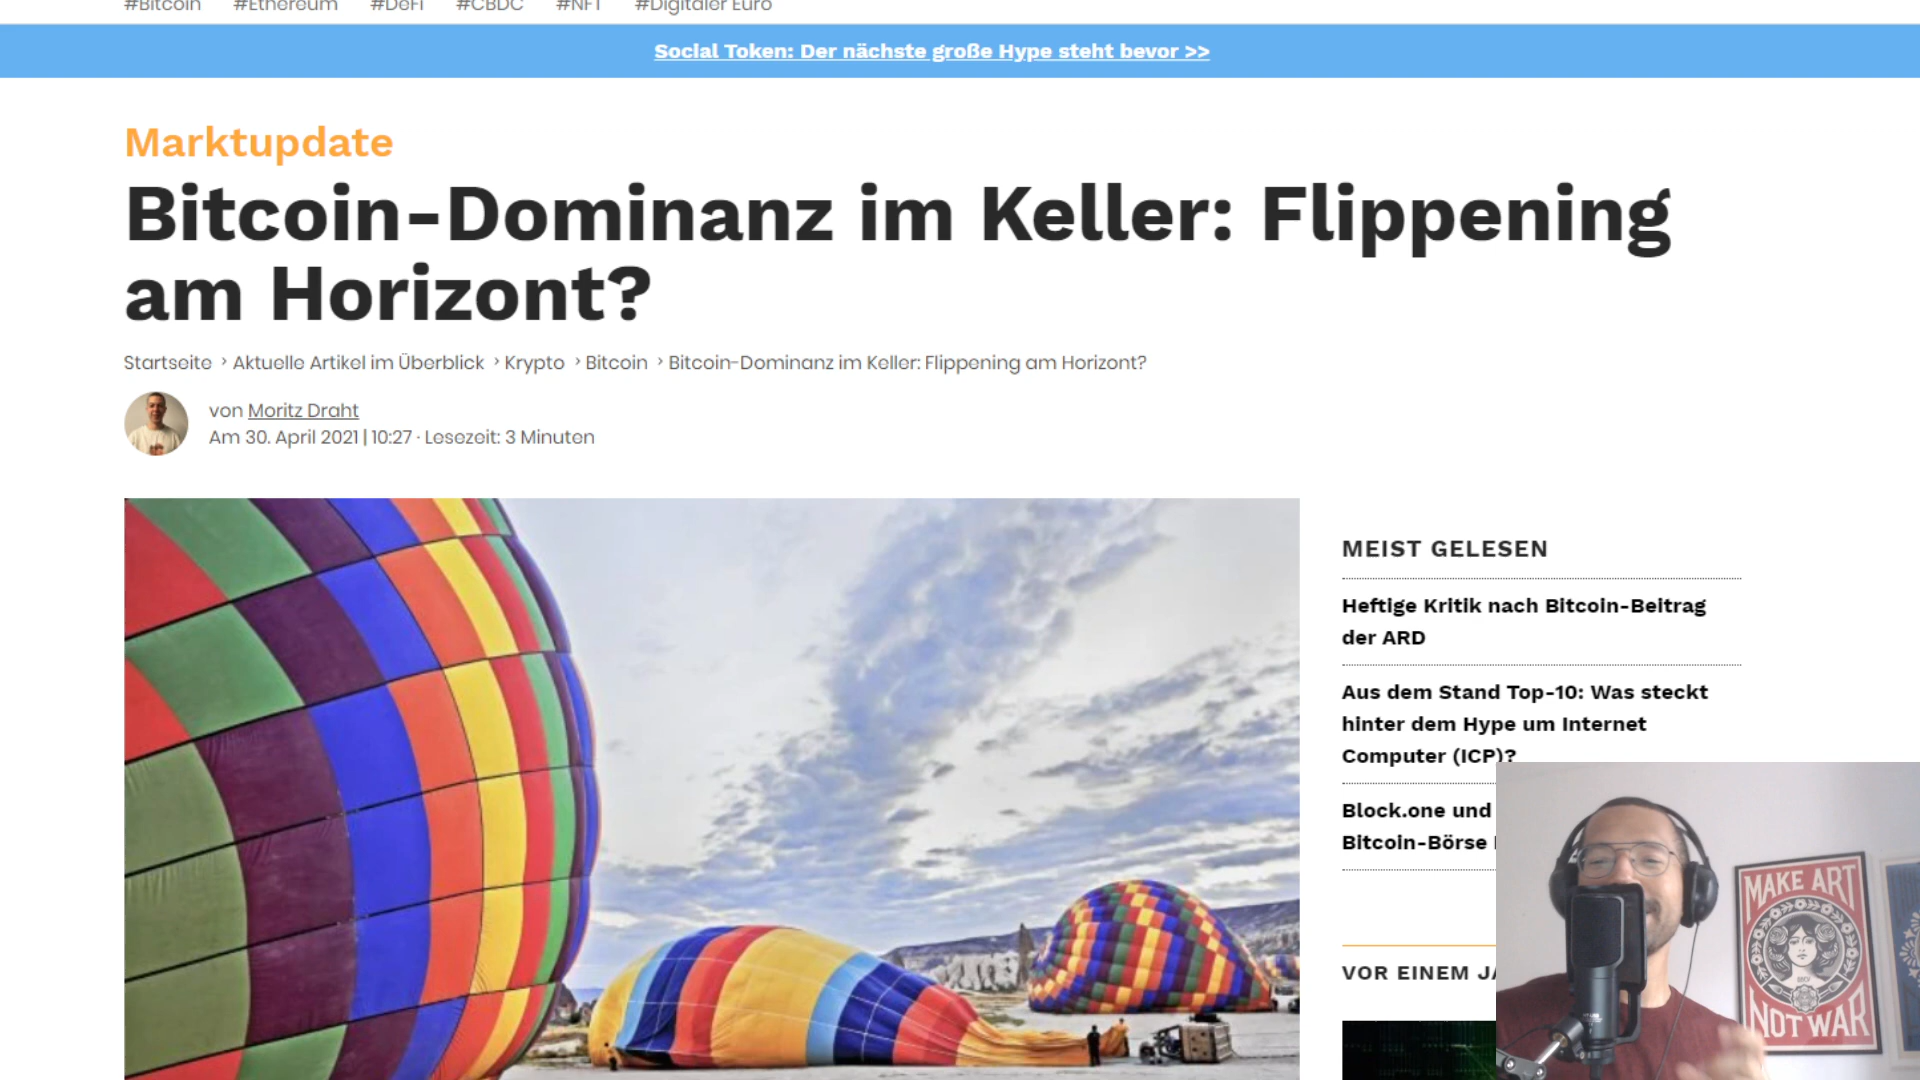 #Bitcoin #Ethereum #DeFi #CBDC #NFT #Digitaler Euro
Social Token: Der nächste große Hype steht bevor >>
Marktupdate
Bitcoin-Dominanz im Keller: Flippening
am Horizont?
Startseite › Aktuelle Artikel im Überblick › Krypto › Bitcoin › Bitcoin-Dominanz im Keller: Flippening am Horizont?
von Moritz Draht
Am 30. April 2021 | 10:27 · Lesezeit: 3 Minuten
MEIST GELESEN
Heftige Kritik nach Bitcoin-Beitrag
der ARD
Aus dem Stand Top-10: Was steckt
hinter dem Hype um Internet
Computer (ICP)?
Block.one und
Bitcoin-Börse
VOR EINEM
MAKE ART
NOT WAR